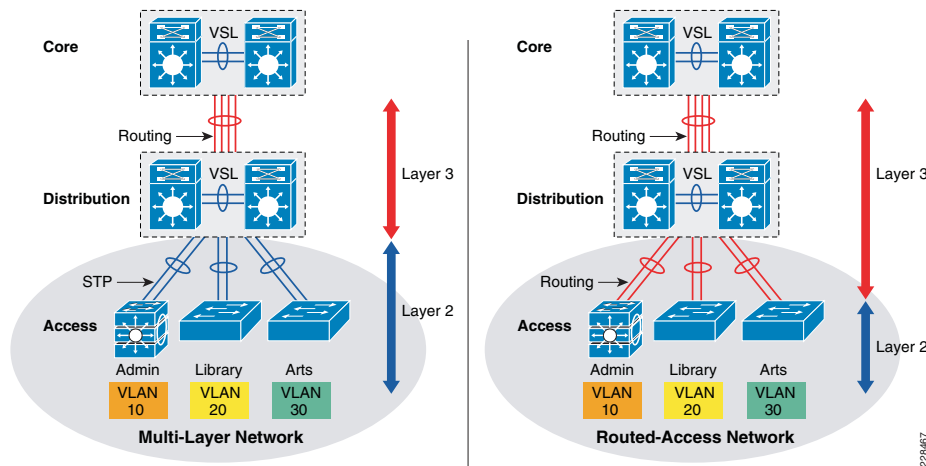 Core
VSL
Routing
Layer 3
Distribution
VSL
STP
Layer 2
Access
Admin
Library
Arts
VLAN
10
VLAN
20
VLAN
30
Multi-Layer Network
Core
VSL
Routing
Layer 3
Distribution
VSL
Routing
Access
Layer 2
Admin
Library
Arts
VLAN
10
VLAN
20
VLAN
30
Routed-Access Network
228467